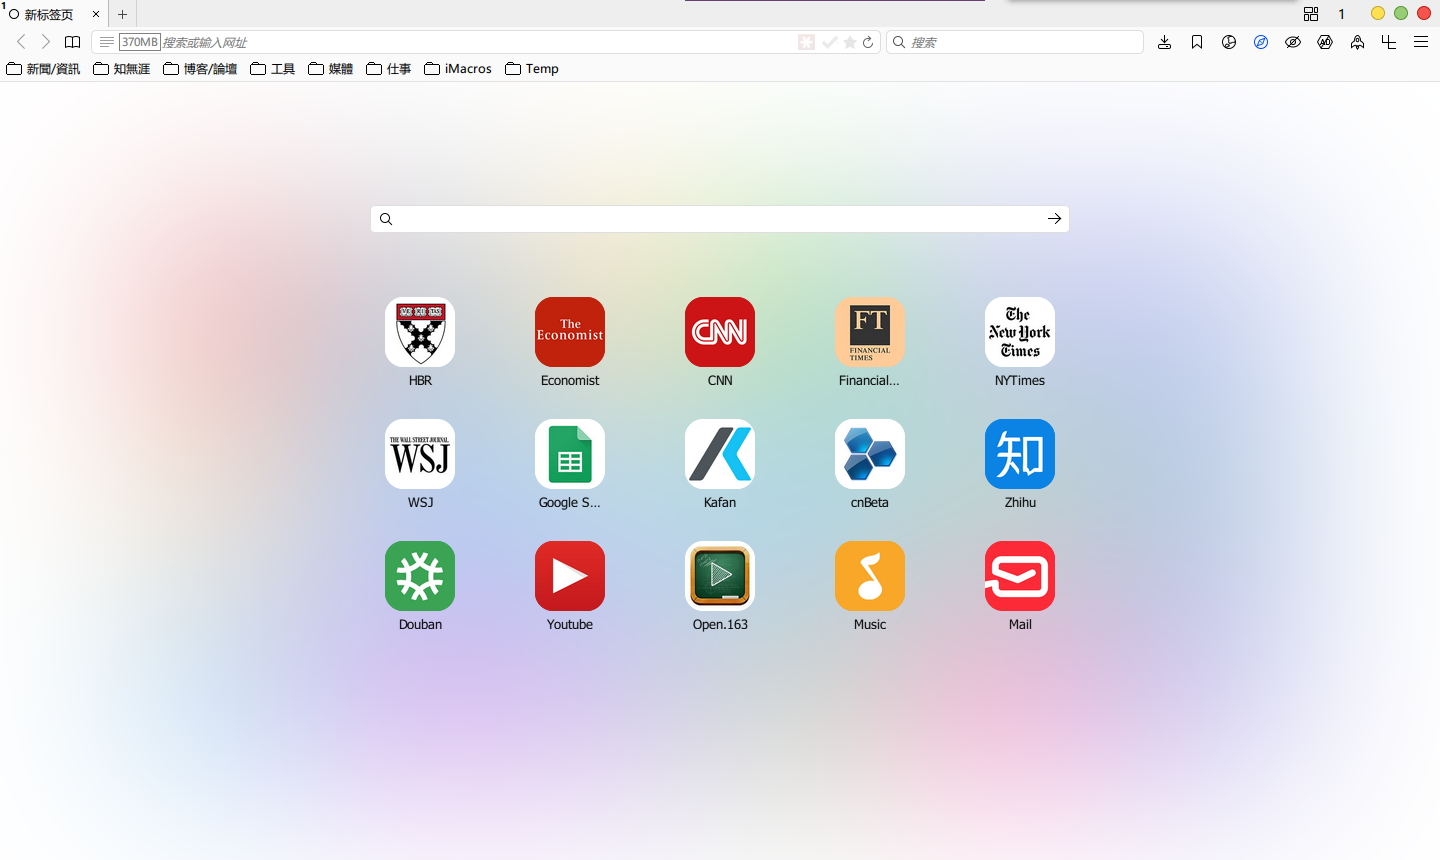 1
新标签页
1
370MB 搜索或输入网址
搜索
新聞/資訊 知無涯 博客/論壇 工具 媒體 仕事 iMacros Temp
The
Economist
CNN
FT
FINANCIAL
TIMES
The
New York
Times
HBR Economist CNN Financial... NYTimes
THE WALL STREET JOURNAL
WSJ
知
WSJ Google S... Kafan cnBeta Zhihu
Douban Youtube Open.163 Music Mail